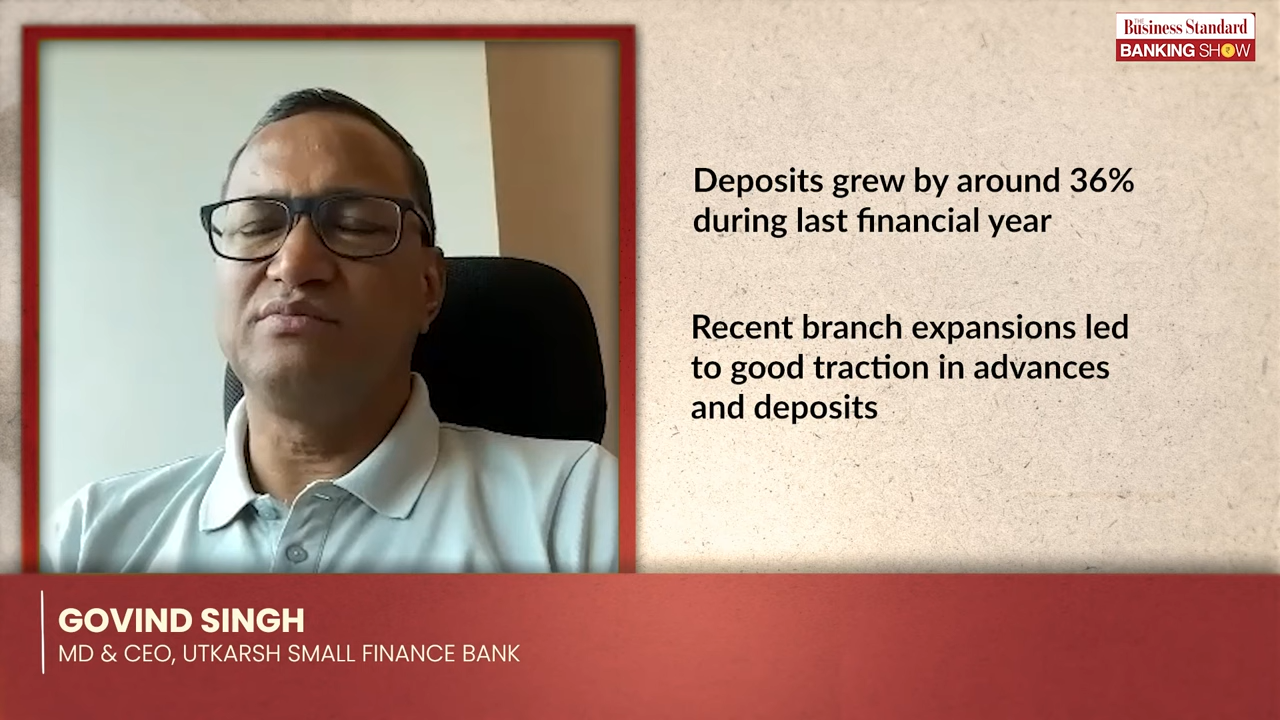 THE
Business Standard
BANKING SHOW
Deposits grew by around 36%
during last financial year
Recent branch expansions led
to good traction in advances
and deposits
GOVIND SINGH
MD & CEO, UTKARSH SMALL FINANCE BANK